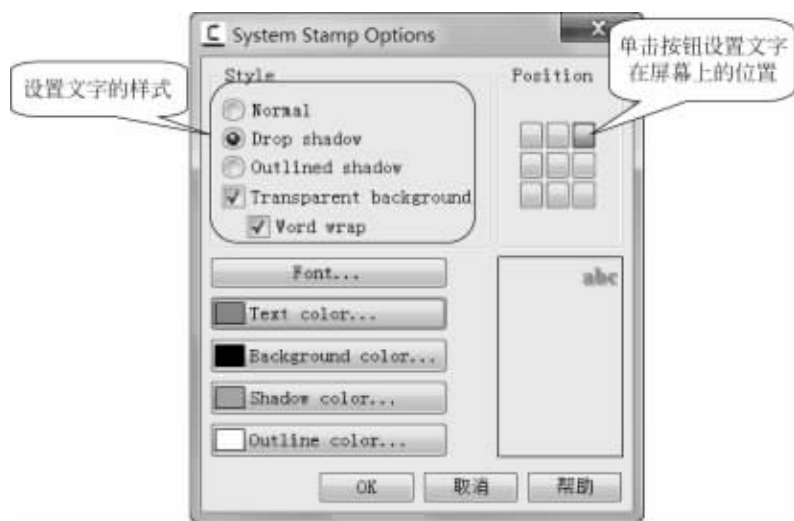 System Stamp Options
x
单击按钮设置文字
在屏幕上的位置
设置文字的样式
Style
Position
Normal
Drop shadow
Outlined shadow
Transparent background
Word wrap
Font...
abc
Text color...
Background color...
Shadow color...
Outline color...
OK
取消
帮助